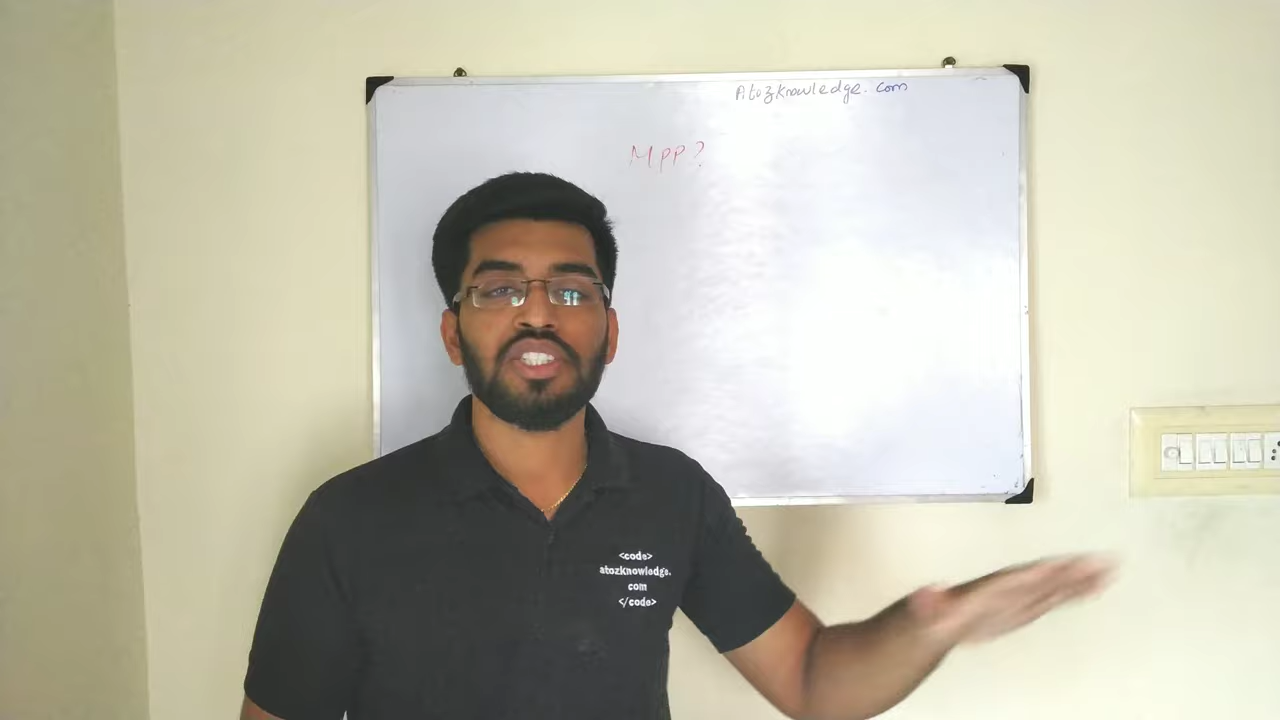 Atozknowledge.com
MPP?
<code>
atozknowledge.
com
</code>